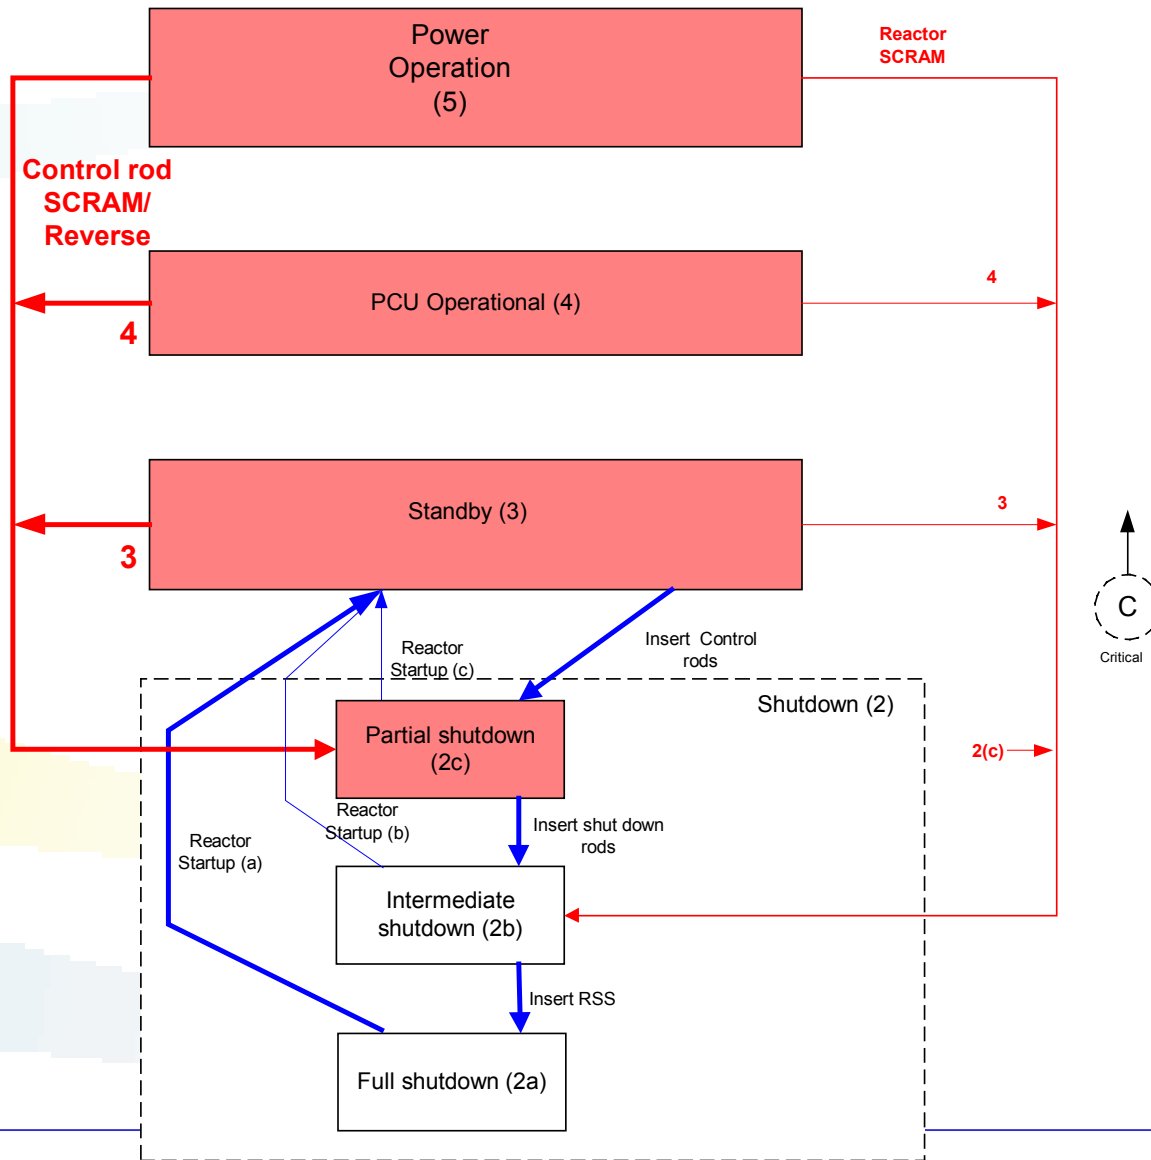 Power
Operation
(5)
Reactor
SCRAM
Control rod
SCRAM/
Reverse
PCU Operational (4)
4
4
Standby (3)
3
3
C
Critical
Reactor
Startup (c)
Insert Control
rods
Shutdown (2)
Partial shutdown
(2c)
2(c)
Reactor
Startup (b)
Insert shut down
rods
Reactor
Startup (a)
Intermediate
shutdown (2b)
Insert RSS
Full shutdown (2a)